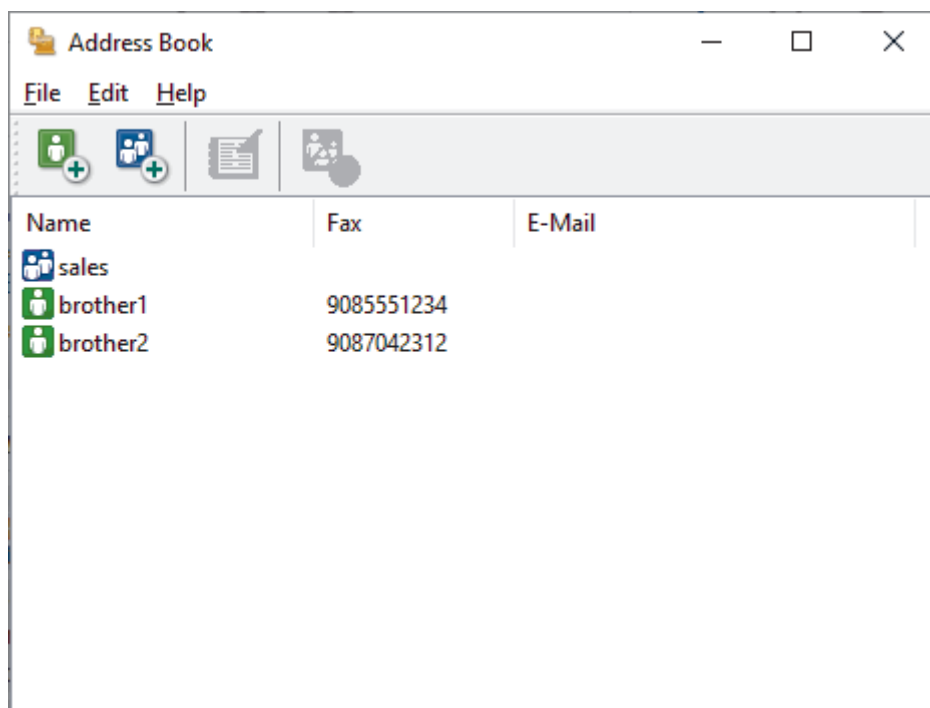 Address Book
File Edit Help
Name Fax E-Mail
sales
brother1 9085551234
brother2 9087042312